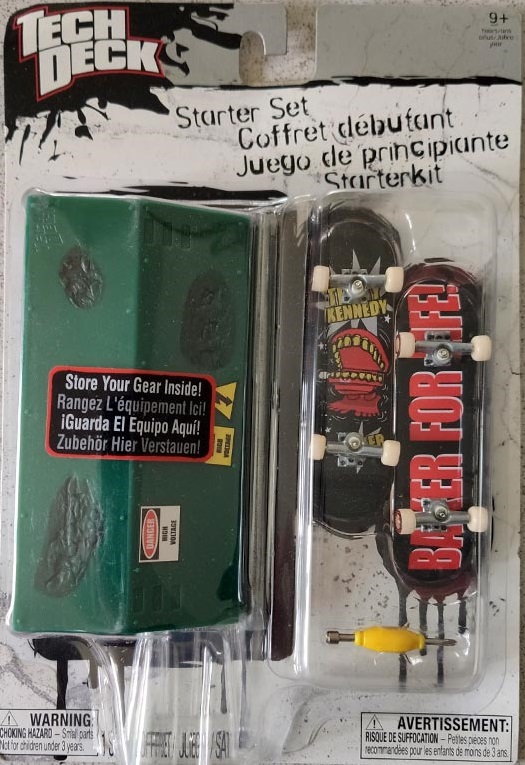 TECH
DECK
9+
Starter Set
Coffret débutant
Juego de principiante
Starterkit
KENNEDY
BAKER FOR LIFE!
Store Your Gear Inside!
Rangez L'équipement Ici!
¡Guarda El Equipo Aquí!
Zubehör Hier Verstauen!
HIGH VOLTAGE
DANGER
HIGH
VOLTAGE
WARNING:
CHOKING HAZARD – Small parts
Not for children under 3 years.
AVERTISSEMENT:
RISQUE DE SUFFOCATION – Petites pièces non
recommandées pour les enfants de moins de 3 ans.